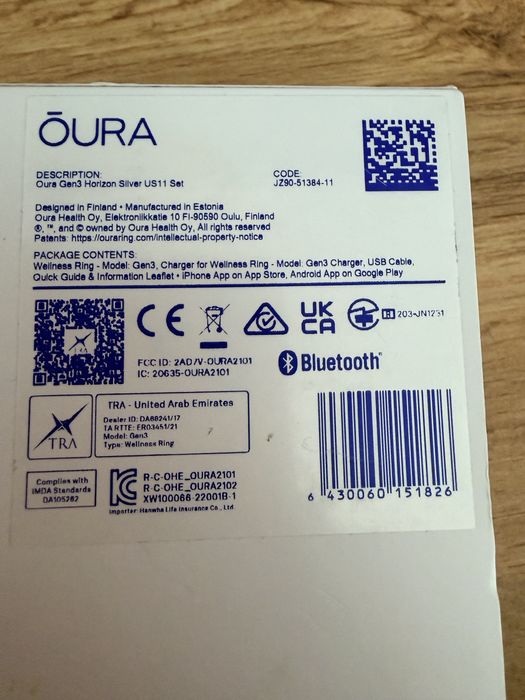 ŌURA
DESCRIPTION:
Oura Gen3 Horizon Silver US11 Set
CODE:
JZ90-51384-11
Designed in Finland • Manufactured in Estonia
Oura Health Oy, Elektroniikkatie 10 FI-90590 Oulu, Finland
®, ™, and © owned by Oura Health Oy, All rights reserved
Patents: https://ouraring.com/intellectual-property-notice
PACKAGE CONTENTS:
Wellness Ring - Model: Gen3, Charger for Wellness Ring - Model: Gen3 Charger, USB Cable,
Quick Guide & Information Leaflet • iPhone App on App Store, Android App on Google Play
TRA
CE
UK
CA
R 203-JN1231
FCC ID: 2AD7V-OURA2101
IC: 20635-OURA2101
Bluetooth®
TRA
TRA - United Arab Emirates
Dealer ID: DA68241/17
TA RTTE: ER03451/21
Model: Gen3
Type: Wellness Ring
Complies with
IMDA Standards
DA105282
R-C-OHE_OURA2101
R-C-OHE_OURA2102
XW100066-22001B-1
Importer: Hanwha Life Insurance Co., Ltd.
6 430060 151826